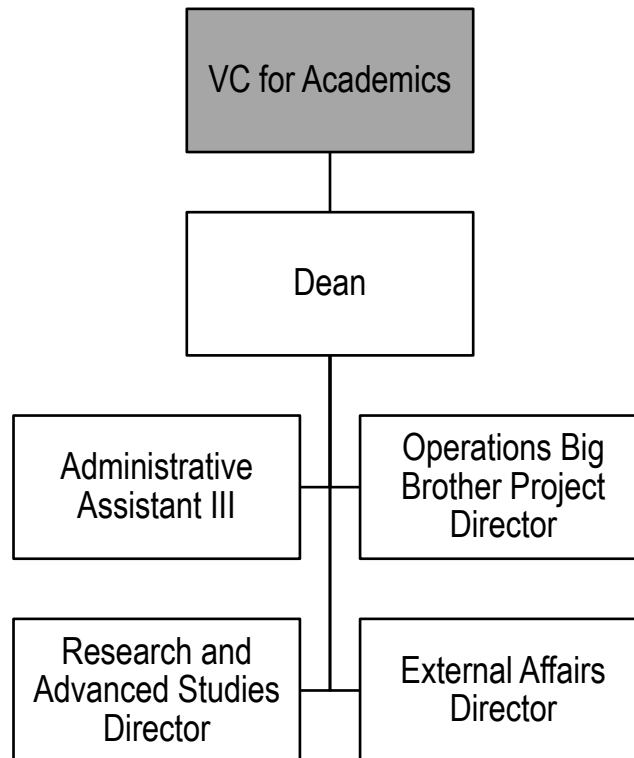 VC for Academics
Dean
Administrative
Assistant III
Operations Big
Brother Project
Director
Research and
Advanced Studies
Director
External Affairs
Director